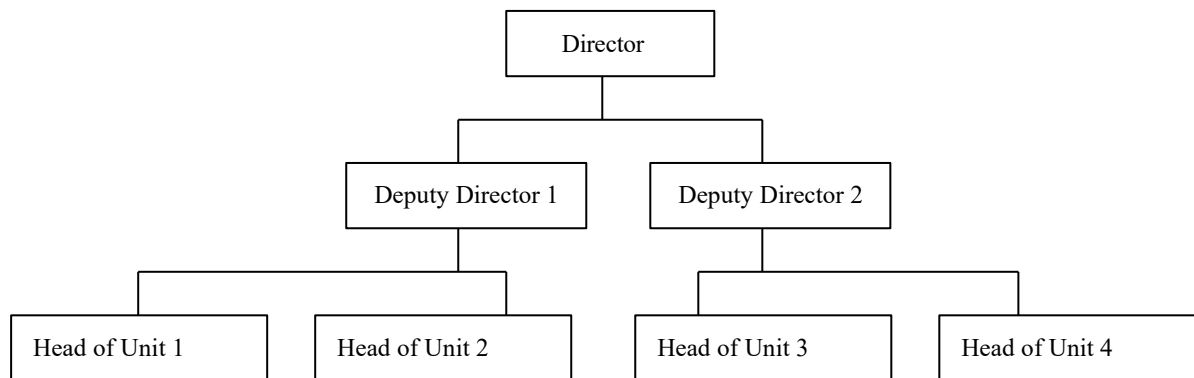 Director
Deputy Director 1
Deputy Director 2
Head of Unit 1
Head of Unit 2
Head of Unit 3
Head of Unit 4